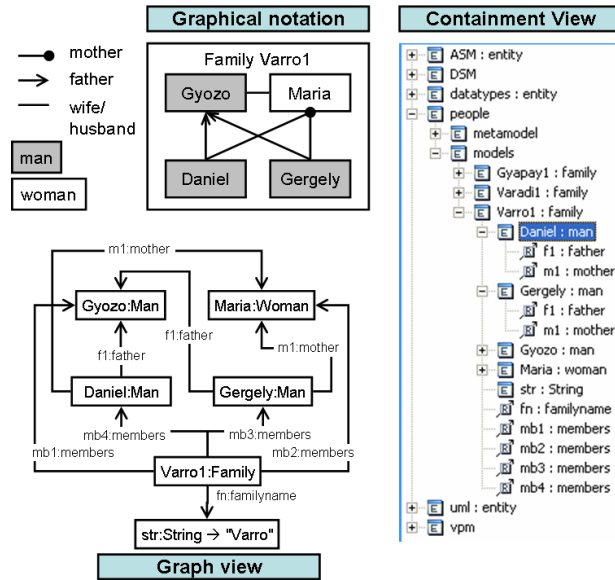 Graphical notation
mother
father
wife/
husband
man
woman
Family Varro1
Gyozo
Maria
Daniel
Gergely
m1:mother
Gyozo:Man
Maria:Woman
f1:father
m1:mother
f1:father
Daniel:Man
Gergely:Man
mb4:members
mb3:members
mb1:members
mb2:members
Varro1:Family
fn:familyname
str:String → "Varro"
Graph view
Containment View
E ASM : entity
E DSM
E datatypes : entity
E people
E metamodel
E models
E Gyapay1 : family
E Varadi1 : family
E Varro1 : family
E Daniel : man
R f1 : father
R m1 : mother
E Gergely : man
R f1 : father
R m1 : mother
E Gyozo : man
E Maria : woman
E str : String
R fn : familyname
R mb1 : members
R mb2 : members
R mb3 : members
R mb4 : members
E uml : entity
E vpm